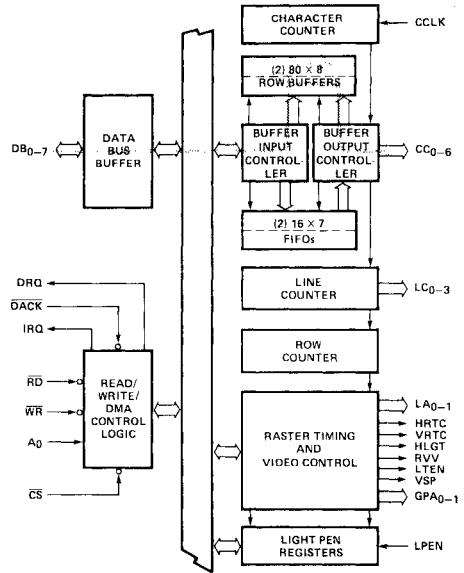 CHARACTER
COUNTER
CCLK
(2) 80 × 8
ROW BUFFERS
DB0–7
DATA
BUS
BUFFER
BUFFER
INPUT
CONTROL-
LER
BUFFER
OUTPUT
CONTROL-
LER
CC0–6
(2) 16 × 7
FIFOs
DRQ
DACK
IRQ
RD
WR
A0
CS
READ/
WRITE/
DMA
CONTROL
LOGIC
LINE
COUNTER
LC0–3
ROW
COUNTER
RASTER TIMING
AND
VIDEO CONTROL
LA0–1
HRTC
VRTC
HLGT
RVV
LTEN
VSP
GPA0–1
LIGHT PEN
REGISTERS
LPEN